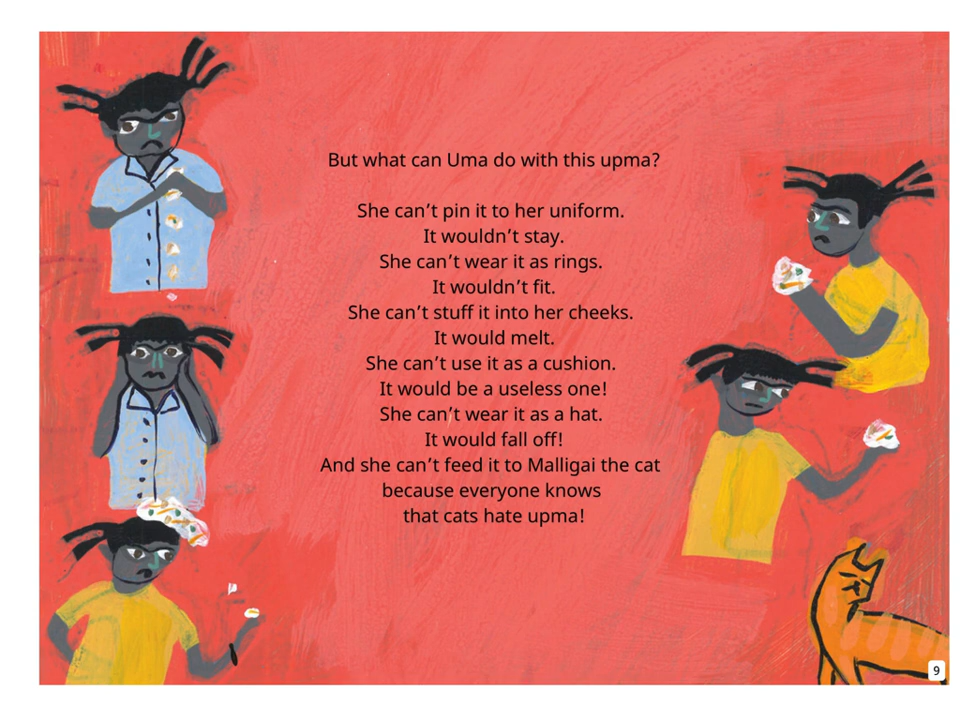 But what can Uma do with this upma?
She can’t pin it to her uniform.
It wouldn’t stay.
She can’t wear it as rings.
It wouldn’t fit.
She can’t stuff it into her cheeks.
It would melt.
She can’t use it as a cushion.
It would be a useless one!
She can’t wear it as a hat.
It would fall off!
And she can’t feed it to Malligai the cat
because everyone knows
that cats hate upma!
9